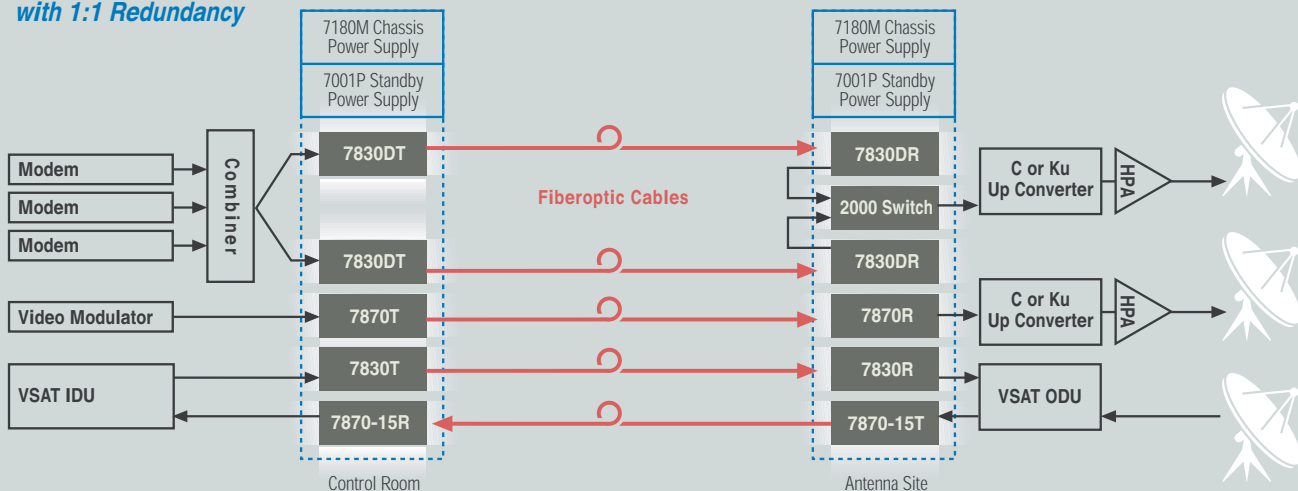 with 1:1 Redundancy
7180M Chassis
Power Supply
7001P Standby
Power Supply
7180M Chassis
Power Supply
7001P Standby
Power Supply
Modem
Modem
Modem
Combiner
7830DT
7830DT
Fiberoptic Cables
7830DR
2000 Switch
7830DR
C or Ku
Up Converter
HPA
Video Modulator
7870T
7870R
C or Ku
Up Converter
HPA
VSAT IDU
7830T
7870-15R
7830R
7870-15T
VSAT ODU
Control Room
Antenna Site